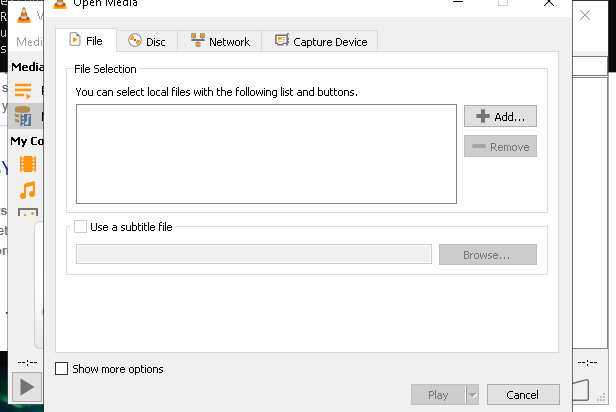 Open Media
Medi
File
Disc
Network
Capture Device
Media
My Co
File Selection
You can select local files with the following list and buttons.
Add...
Remove
Use a subtitle file
Browse...
--:--
--:--
Show more options
Play
Cancel